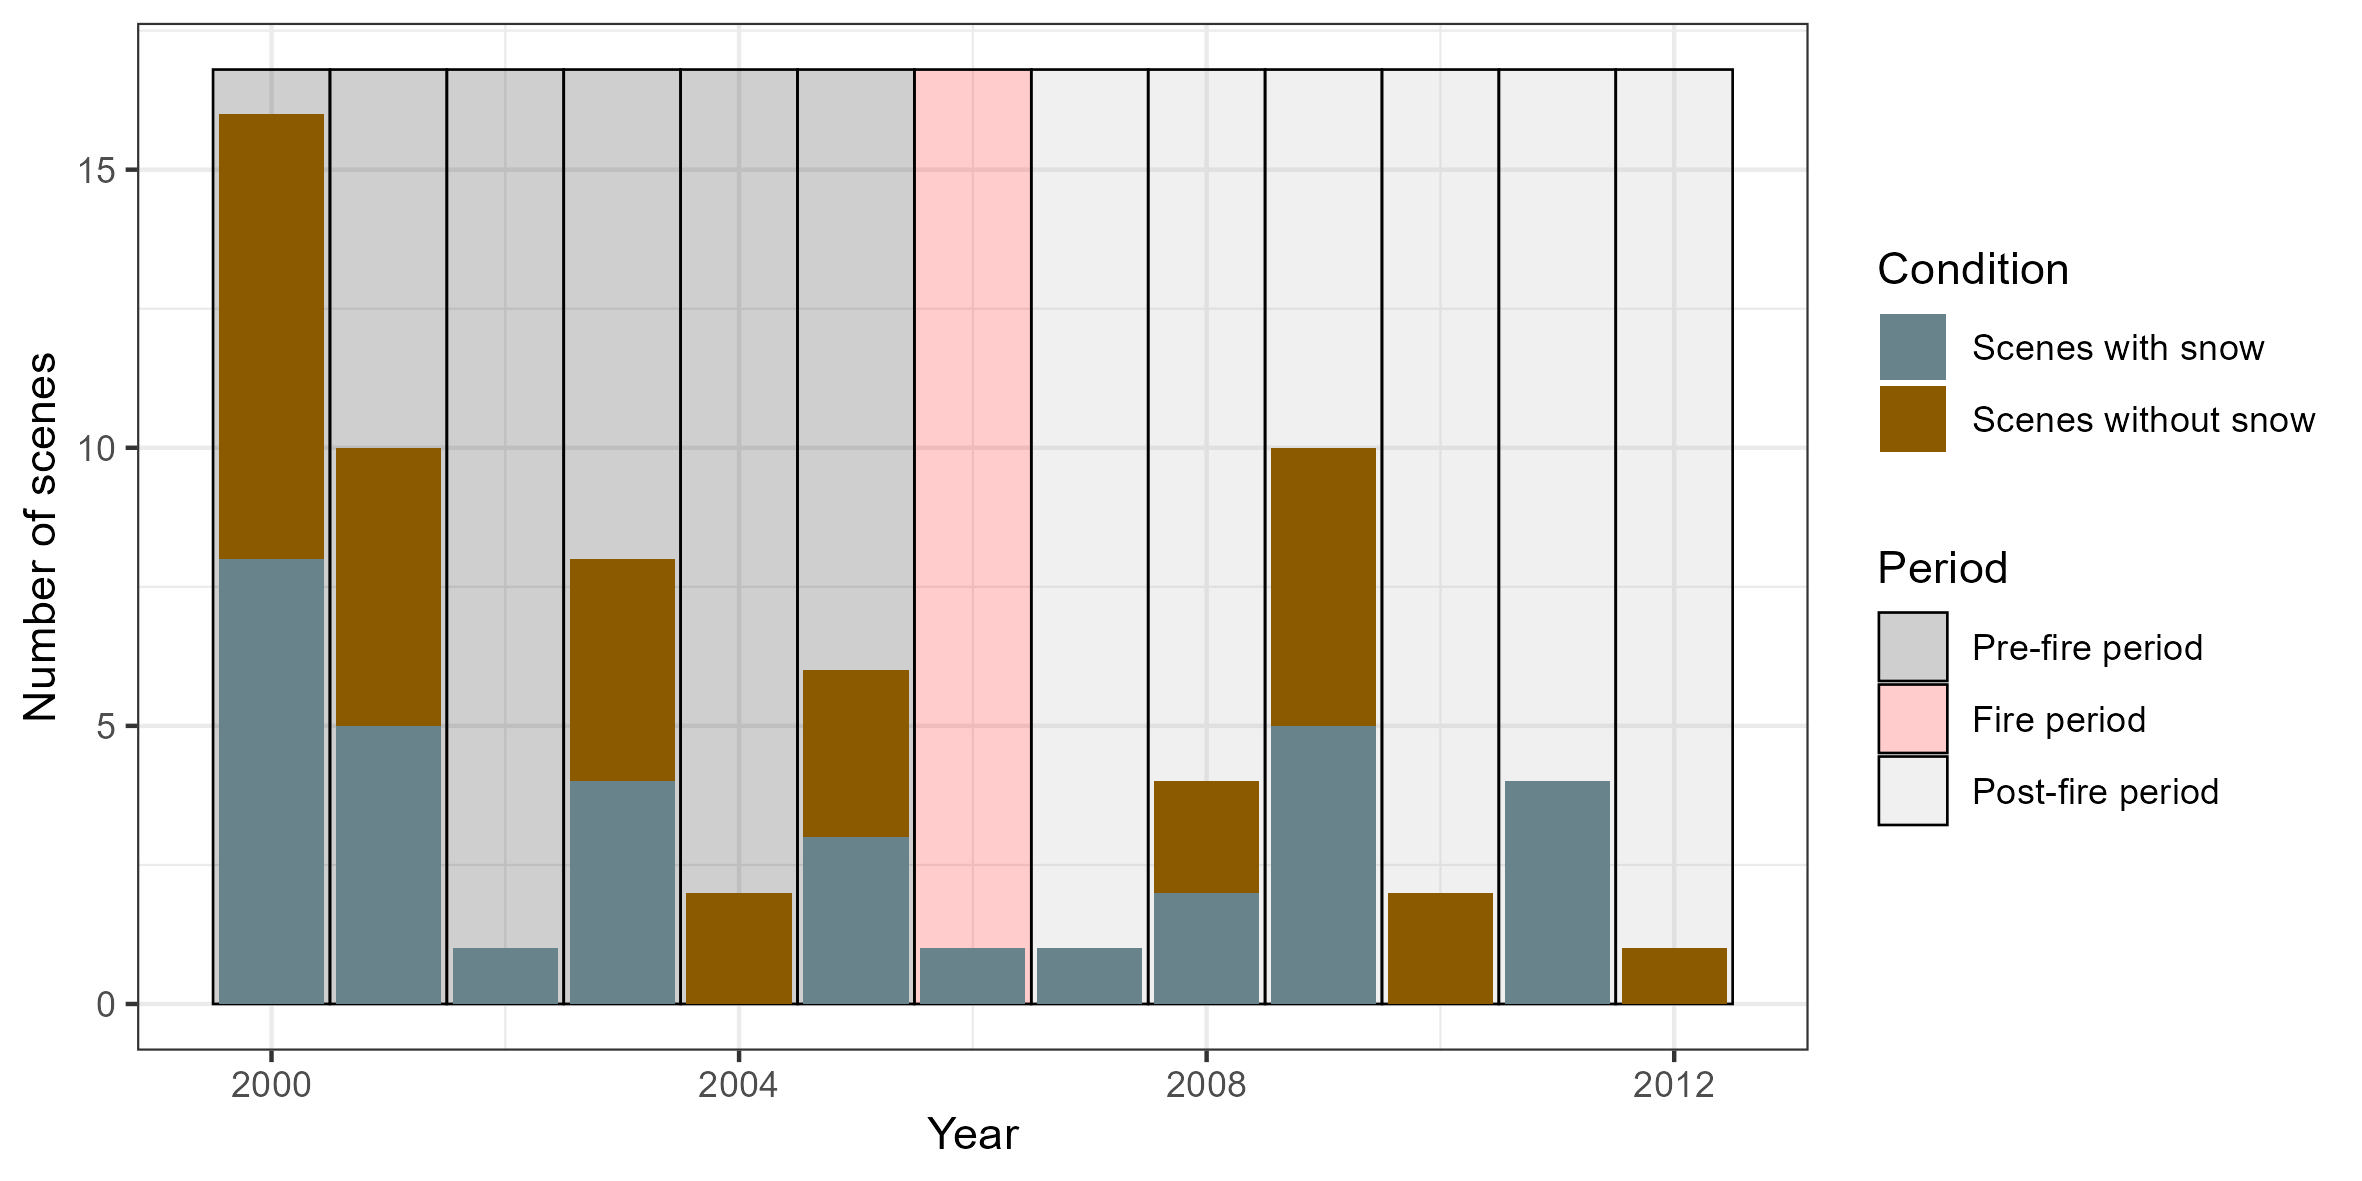 Number of scenes
15
10
5
0
2000
2004
2008
2012
Year
Condition
Scenes with snow
Scenes without snow
Period
Pre-fire period
Fire period
Post-fire period